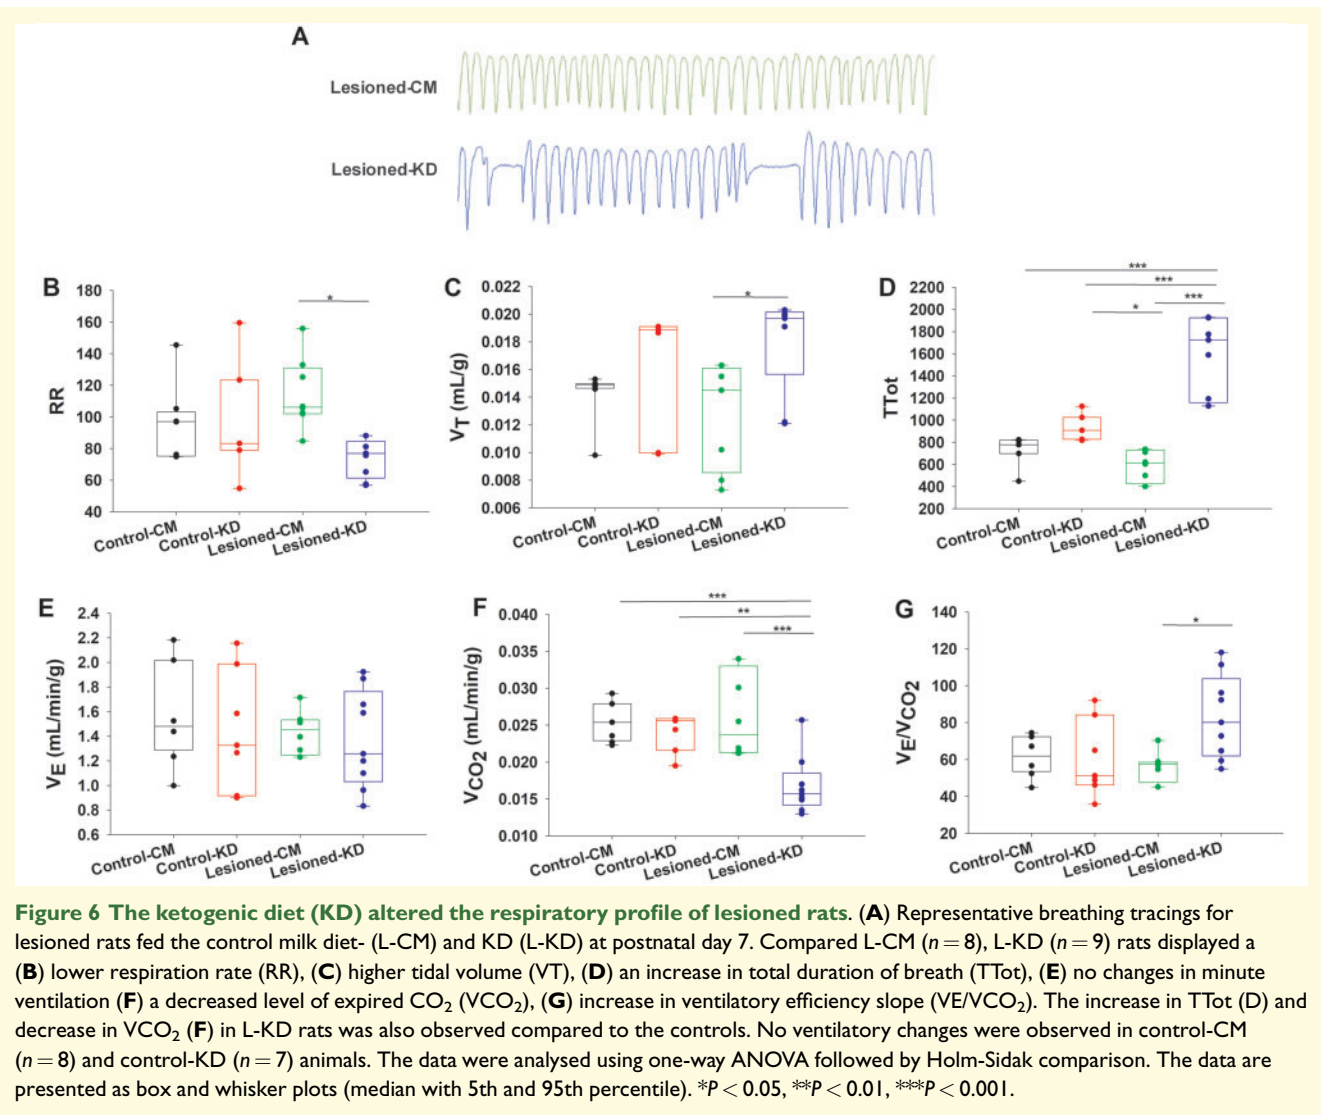 A
Lesioned-CM
Lesioned-KD
B
RR
180
160
140
120
100
80
60
40
*
Control-CM
Control-KD
Lesioned-CM
Lesioned-KD
C
VT (mL/g)
0.022
0.020
0.018
0.016
0.014
0.012
0.010
0.008
0.006
*
Control-CM
Control-KD
Lesioned-CM
Lesioned-KD
D
TTot
2200
2000
1800
1600
1400
1200
1000
800
600
400
200
***
***
***
*
Control-CM
Control-KD
Lesioned-CM
Lesioned-KD
E
VE (mL/min/g)
2.4
2.2
2.0
1.8
1.6
1.4
1.2
1.0
0.8
0.6
Control-CM
Control-KD
Lesioned-CM
Lesioned-KD
F
VCO2 (mL/min/g)
0.040
0.035
0.030
0.025
0.020
0.015
0.010
***
**
***
Control-CM
Control-KD
Lesioned-CM
Lesioned-KD
G
VE/VCO2
140
120
100
80
60
40
20
*
Control-CM
Control-KD
Lesioned-CM
Lesioned-KD
Figure 6 The ketogenic diet (KD) altered the respiratory profile of lesioned rats. (A) Representative breathing tracings for
lesioned rats fed the control milk diet- (L-CM) and KD (L-KD) at postnatal day 7. Compared L-CM (n = 8), L-KD (n = 9) rats displayed a
(B) lower respiration rate (RR), (C) higher tidal volume (VT), (D) an increase in total duration of breath (TTot), (E) no changes in minute
ventilation (F) a decreased level of expired CO2 (VCO2), (G) increase in ventilatory efficiency slope (VE/VCO2). The increase in TTot (D) and
decrease in VCO2 (F) in L-KD rats was also observed compared to the controls. No ventilatory changes were observed in control-CM
(n = 8) and control-KD (n = 7) animals. The data were analysed using one-way ANOVA followed by Holm-Sidak comparison. The data are
presented as box and whisker plots (median with 5th and 95th percentile). *P < 0.05, **P < 0.01, ***P < 0.001.